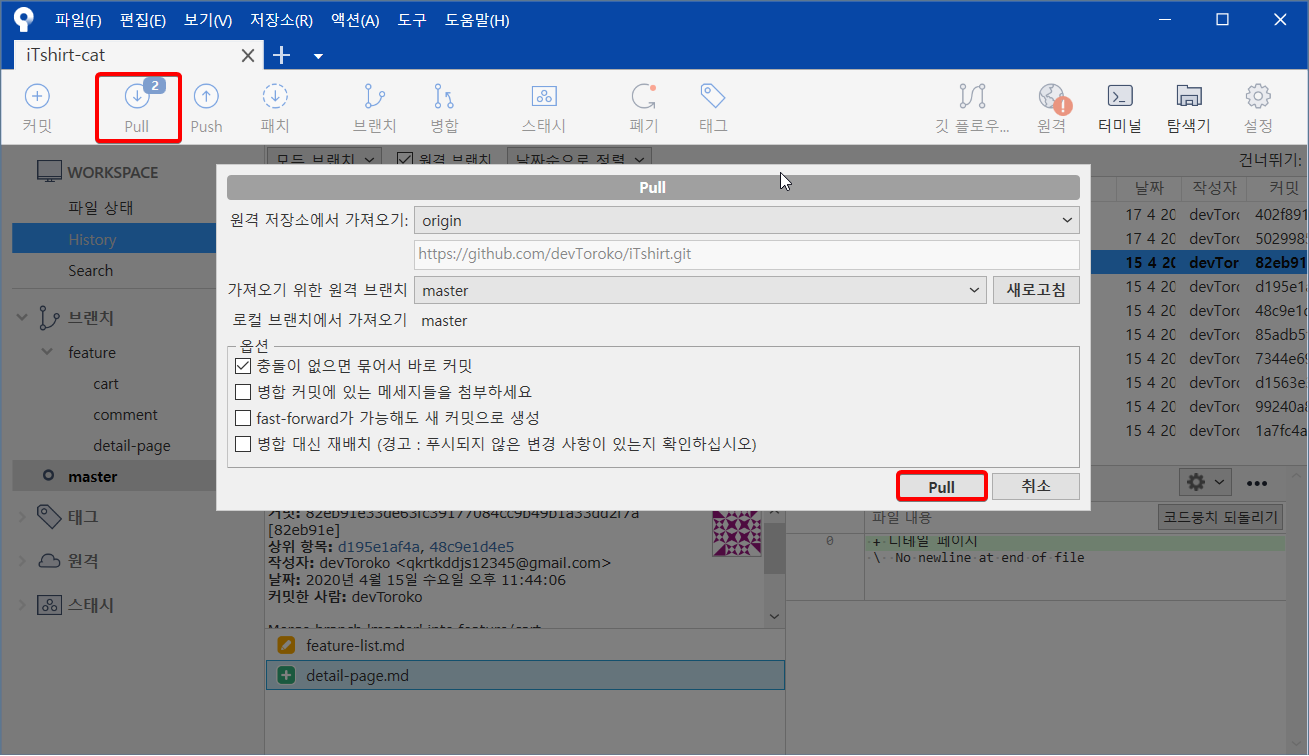 파일(F) 편집(E) 보기(V) 저장소(R) 액션(A) 도구 도움말(H)
iTshirt-cat
2
커밋 Pull Push 패치 브랜치 병합 스태시 폐기 태그 깃 플로우... 원격 터미널 탐색기 설정
모든 브랜치 원격 브랜치 날짜순으로 정렬 건너뛰기:
WORKSPACE
파일 상태
History
Search
브랜치
feature
cart
comment
detail-page
master
태그
원격
스태시
Pull
원격 저장소에서 가져오기: origin
https://github.com/devToroko/iTshirt.git
가져오기 위한 원격 브랜치 master 새로고침
로컬 브랜치에서 가져오기 master
옵션
충돌이 없으면 묶어서 바로 커밋
병합 커밋에 있는 메세지들을 첨부하세요
fast-forward가 가능해도 새 커밋으로 생성
병합 대신 재배치 (경고 : 푸시되지 않은 변경 사항이 있는지 확인하십시오)
Pull 취소
날짜 작성자 커밋
17 4 20 devToro 402f891
17 4 20 devToro 5029985
15 4 20 devTor 82eb91
15 4 20 devToro d195e1a
15 4 20 devToro 48c9e1d
15 4 20 devToro 85adb5
15 4 20 devToro 7344e69
15 4 20 devToro d1563e
15 4 20 devToro 99240a8
15 4 20 devToro 1a7fc4a
커밋: 82eb91e33de63fc39177084cc9b49b1a33dd2f7a
[82eb91e]
상위 항목: d195e1af4a, 48c9e1d4e5
작성자: devToroko <qkrtkddjs12345@gmail.com>
날짜: 2020년 4월 15일 수요일 오후 11:44:06
커밋한 사람: devToroko
Merge branch 'master' into feature/cart
feature-list.md
detail-page.md
파일 내용 코드뭉치 되돌리기
0 + 디테일 페이지
\ No newline at end of file